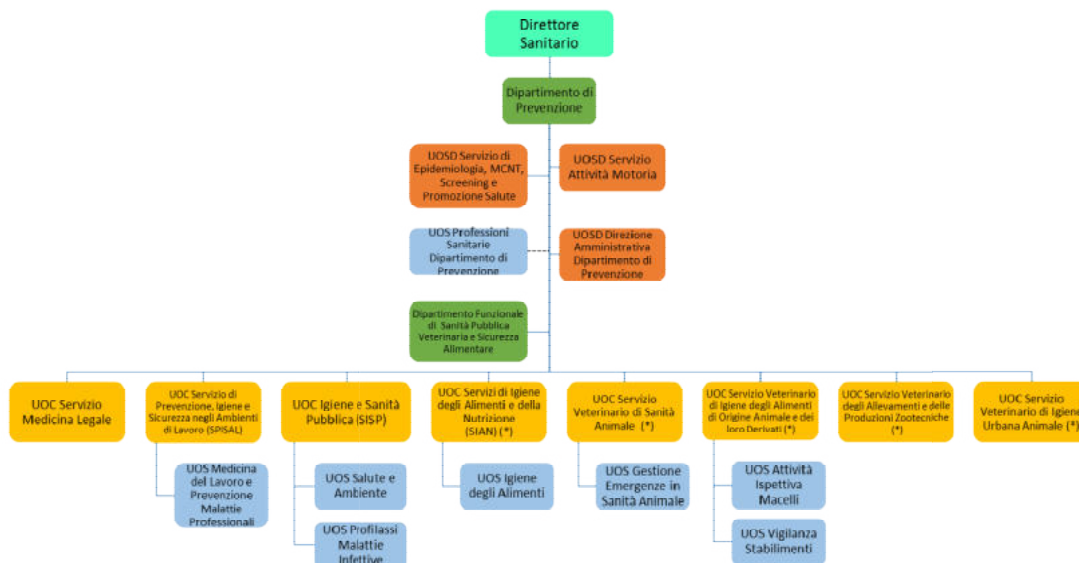 Direttore
Sanitario
Dipartimento di
Prevenzione
UOSD Servizio di
Epidemiologia, MCNT,
Screening e
Promozione Salute
UOSD Servizio
Attività Motoria
UOS Professioni
Sanitarie
Dipartimento di
Prevenzione
UOSD Direzione
Amministrativa
Dipartimento di
Prevenzione
Dipartimento Funzionale
di Sanità Pubblica
Veterinaria e Sicurezza
Alimentare
UOC Servizio
Medicina Legale
UOC Servizio di
Prevenzione, Igiene e
Sicurezza negli Ambienti
di Lavoro (SPISAL)
UOC Igiene e Sanità
Pubblica (SISP)
UOC Servizi di Igiene
degli Alimenti e della
Nutrizione
(SIAN) (*)
UOC Servizio
Veterinario di Sanità
Animale (*)
UOC Servizio Veterinario
di Igiene degli Alimenti
di Origine Animale e dei
loro Derivati (*)
UOC Servizio Veterinario
degli Allevamenti e delle
Produzioni Zootecniche
(*)
UOC Servizio
Veterinario di Igiene
Urbana Animale (*)
UOS Medicina
del Lavoro e
Prevenzione
Malattie
Professionali
UOS Salute e
Ambiente
UOS Igiene
degli Alimenti
UOS Gestione
Emergenze in
Sanità Animale
UOS Attività
Ispettiva
Macelli
UOS Profilassi
Malattie
Infettive
UOS Vigilanza
Stabilimenti